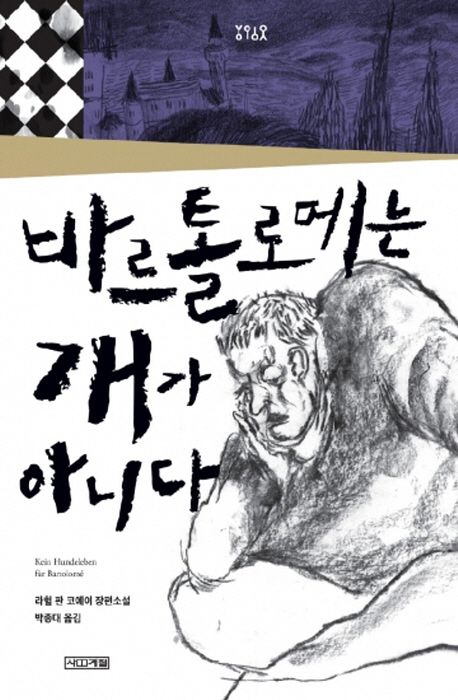 바르톨로메는
개가
아니다
Kein Hundeleben
für Bartolomé
라헐 판 코에이 장편소설
박종대 옮김
사계절